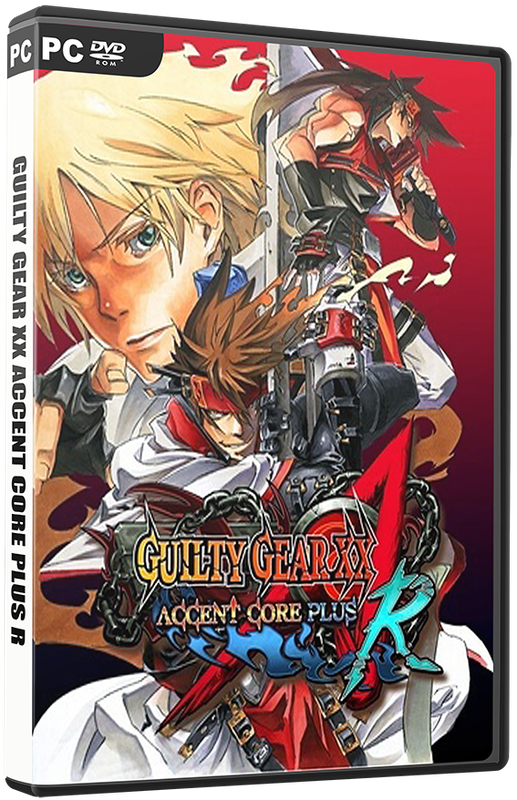 PC PC DVD
ROM
GUILTY GEAR XX ACCENT CORE PLUS R
GUILTY GEAR XX
ACCENT CORE PLUS R